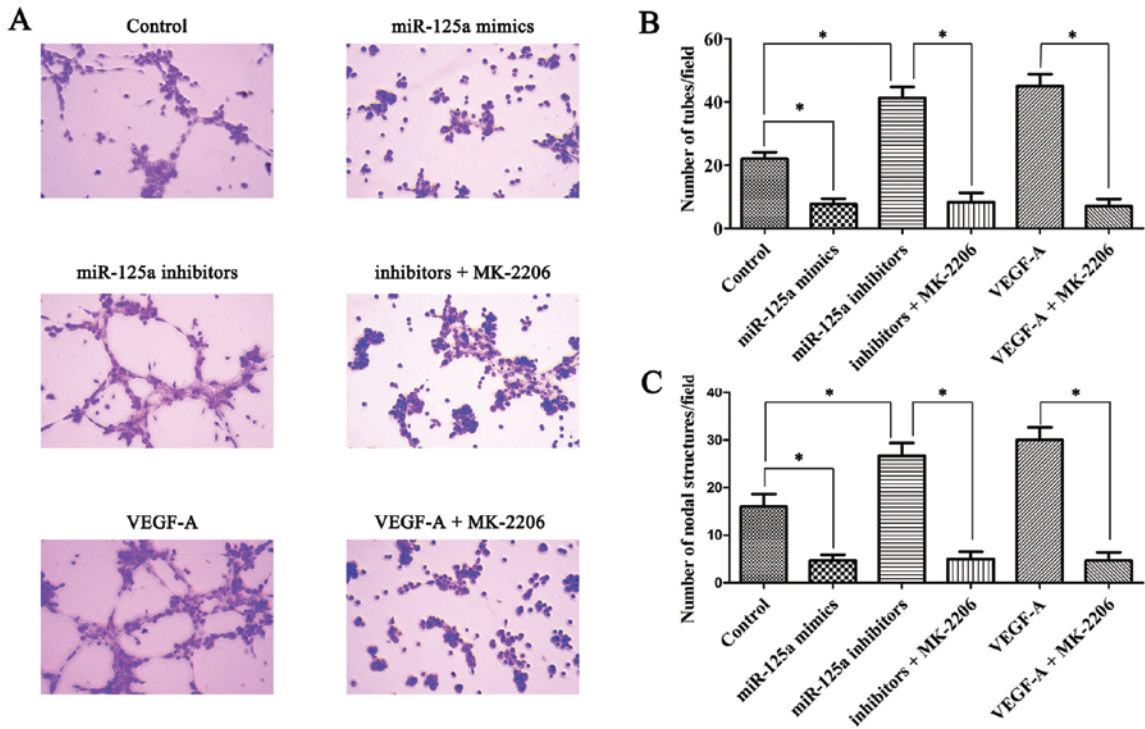 A
Control
miR-125a mimics
miR-125a inhibitors
inhibitors + MK-2206
VEGF-A
VEGF-A + MK-2206
B
Number of tubes/field
60
40
20
0
*
*
*
*
Control
miR-125a mimics
miR-125a inhibitors
inhibitors + MK-2206
VEGF-A
VEGF-A + MK-2206
C
Number of nodal structures/field
40
30
20
10
0
*
*
*
*
Control
miR-125a mimics
miR-125a inhibitors
inhibitors + MK-2206
VEGF-A
VEGF-A + MK-2206